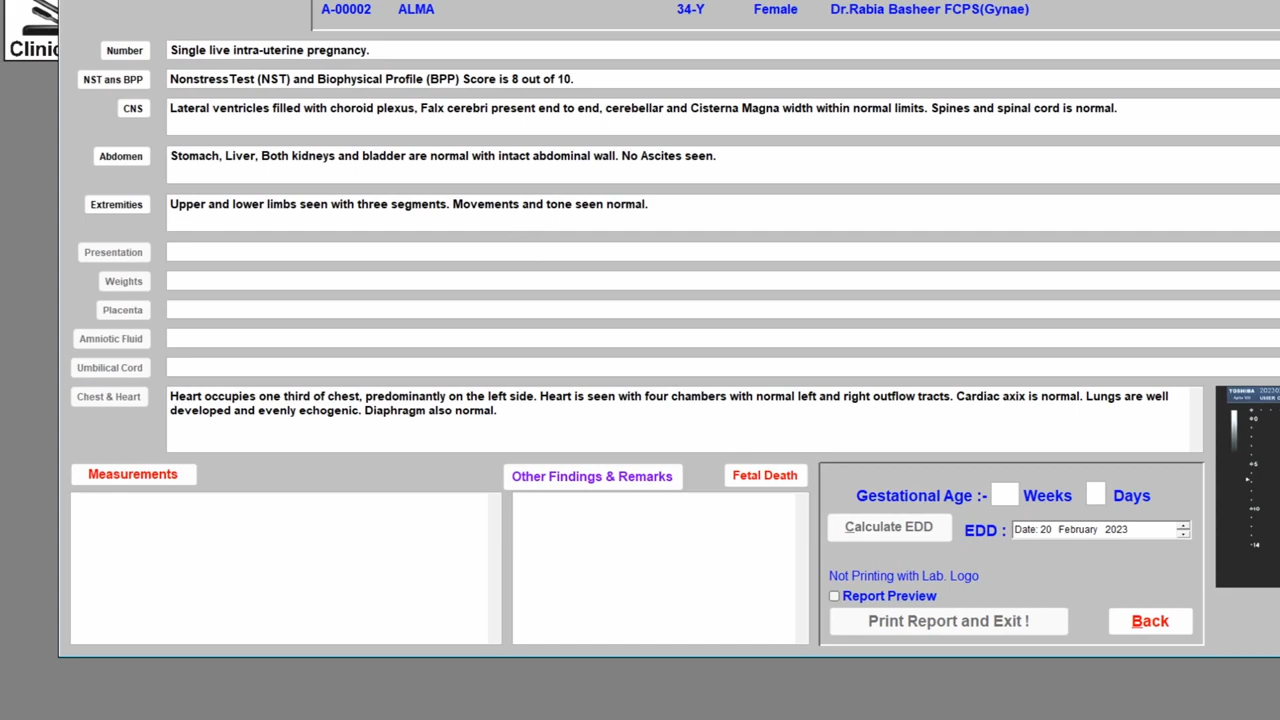 A-00002 ALMA 34-Y Female Dr.Rabia Basheer FCPS(Gynae)
Clinic
Number Single live intra-uterine pregnancy.
NST ans BPP NonstressTest (NST) and Biophysical Profile (BPP) Score is 8 out of 10.
CNS Lateral ventricles filled with choroid plexus, Falx cerebri present end to end, cerebellar and Cisterna Magna width within normal limits. Spines and spinal cord is normal.
Abdomen Stomach, Liver, Both kidneys and bladder are normal with intact abdominal wall. No Ascites seen.
Extremities Upper and lower limbs seen with three segments. Movements and tone seen normal.
Presentation
Weights
Placenta
Amniotic Fluid
Umbilical Cord
Chest & Heart Heart occupies one third of chest, predominantly on the left side. Heart is seen with four chambers with normal left and right outflow tracts. Cardiac axix is normal. Lungs are well
developed and evenly echogenic. Diaphragm also normal.
TOSHIBA
Measurements Other Findings & Remarks Fetal Death
Gestational Age :- Weeks Days
Calculate EDD EDD : Date: 20 February 2023
Not Printing with Lab. Logo
Report Preview
Print Report and Exit ! Back